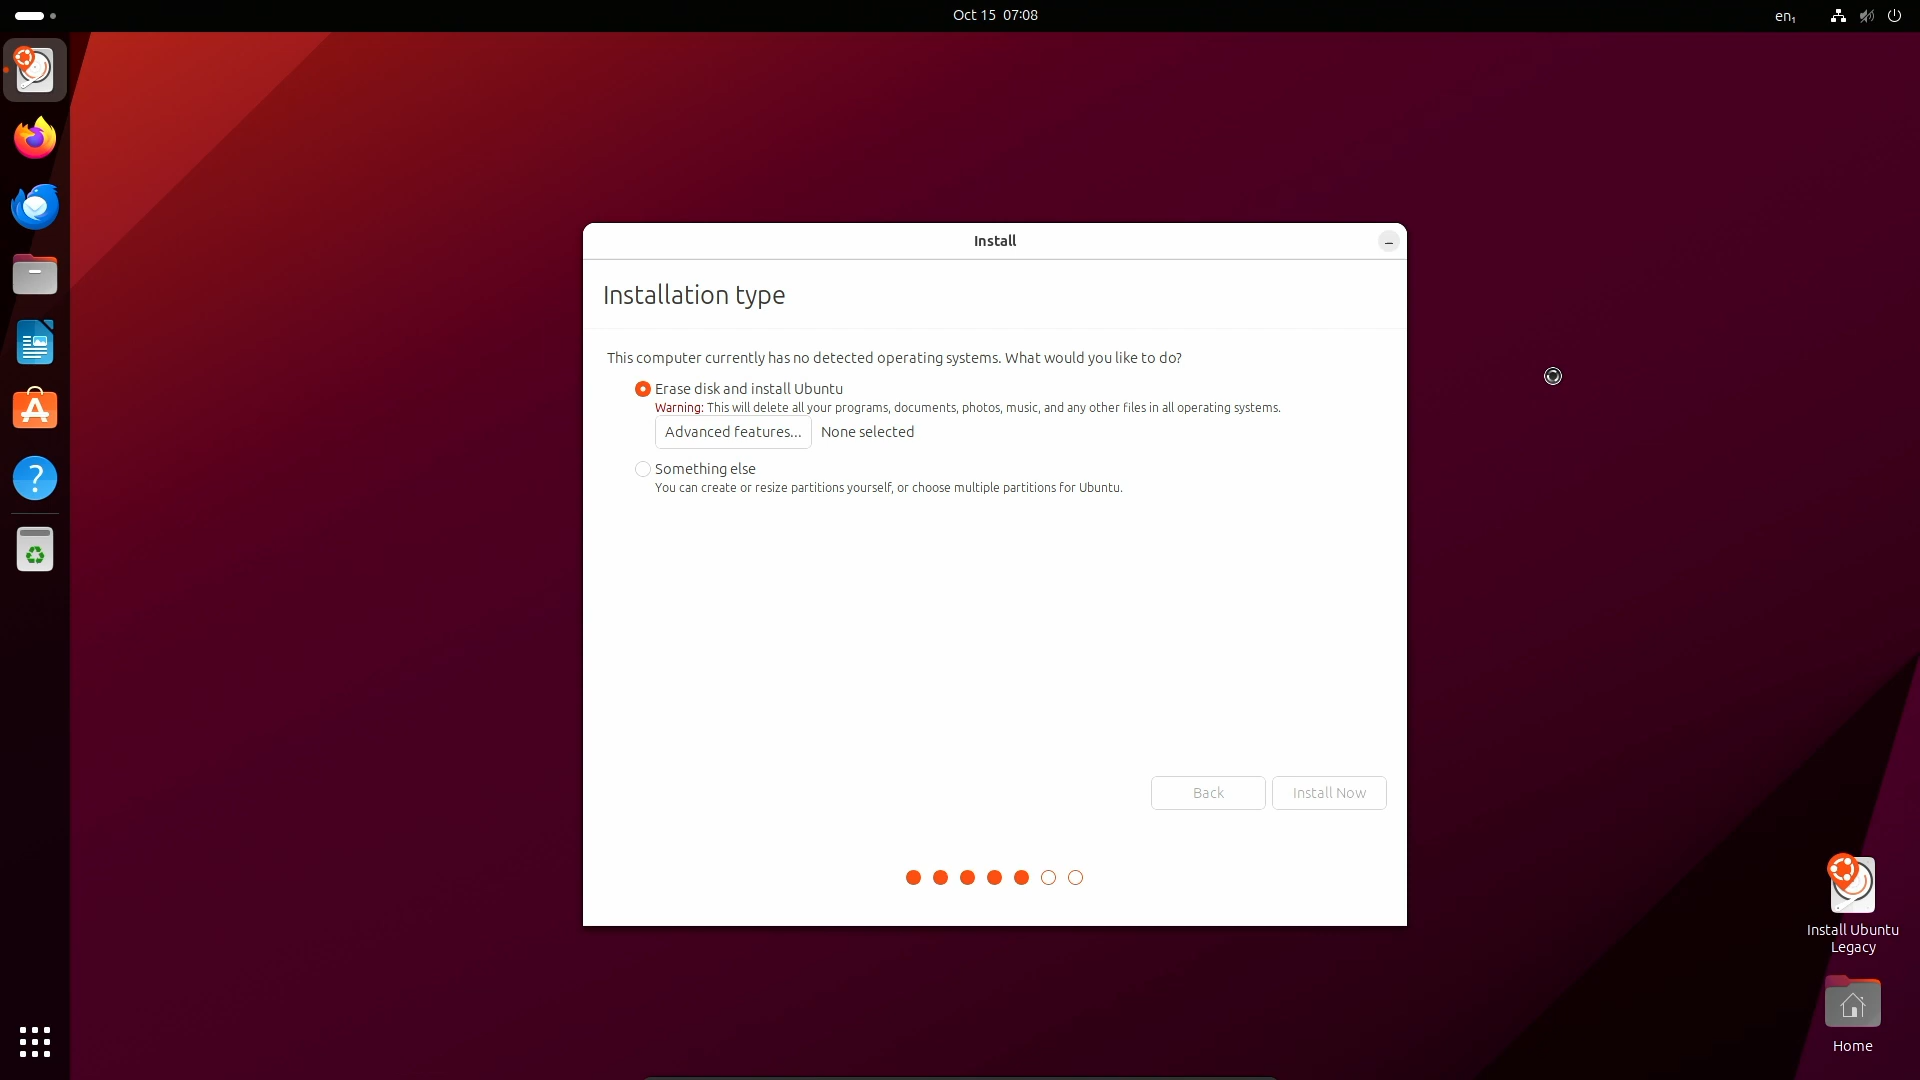 Oct 15 07:08
en₁
Install
Installation type
This computer currently has no detected operating systems. What would you like to do?
Erase disk and install Ubuntu
Warning: This will delete all your programs, documents, photos, music, and any other files in all operating systems.
Advanced features... None selected
Something else
You can create or resize partitions yourself, or choose multiple partitions for Ubuntu.
Back Install Now
Install Ubuntu
Legacy
Home